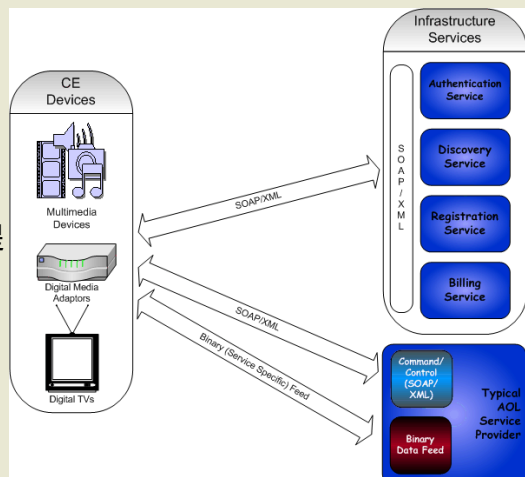 CE
Devices
Multimedia
Devices
Digital Media
Adaptors
Digital TVs
SOAP/XML
SOAP/XML
Binary (Service Specific) Feed
Infrastructure
Services
SOAP/XML
Authentication
Service
Discovery
Service
Registration
Service
Billing
Service
Command/
Control
(SOAP/
XML)
Binary
Data Feed
Typical
AOL
Service
Provider